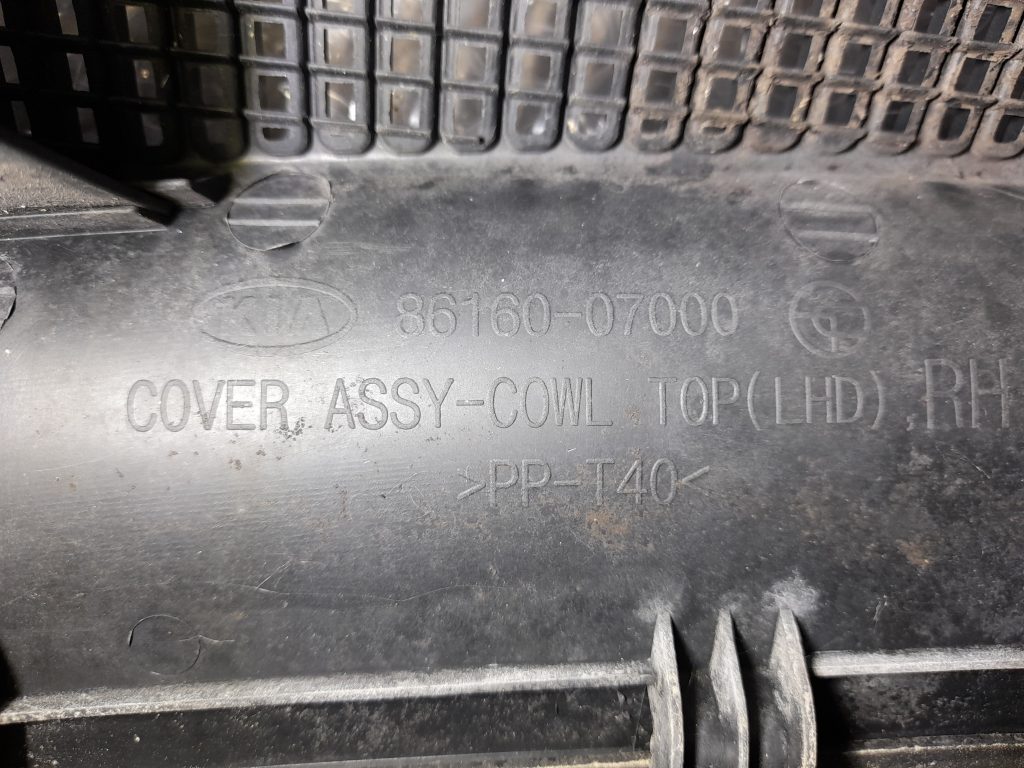 KIA 86160-07000
COVER ASSY-COWL TOP(LHD),RH
>PP-T40<